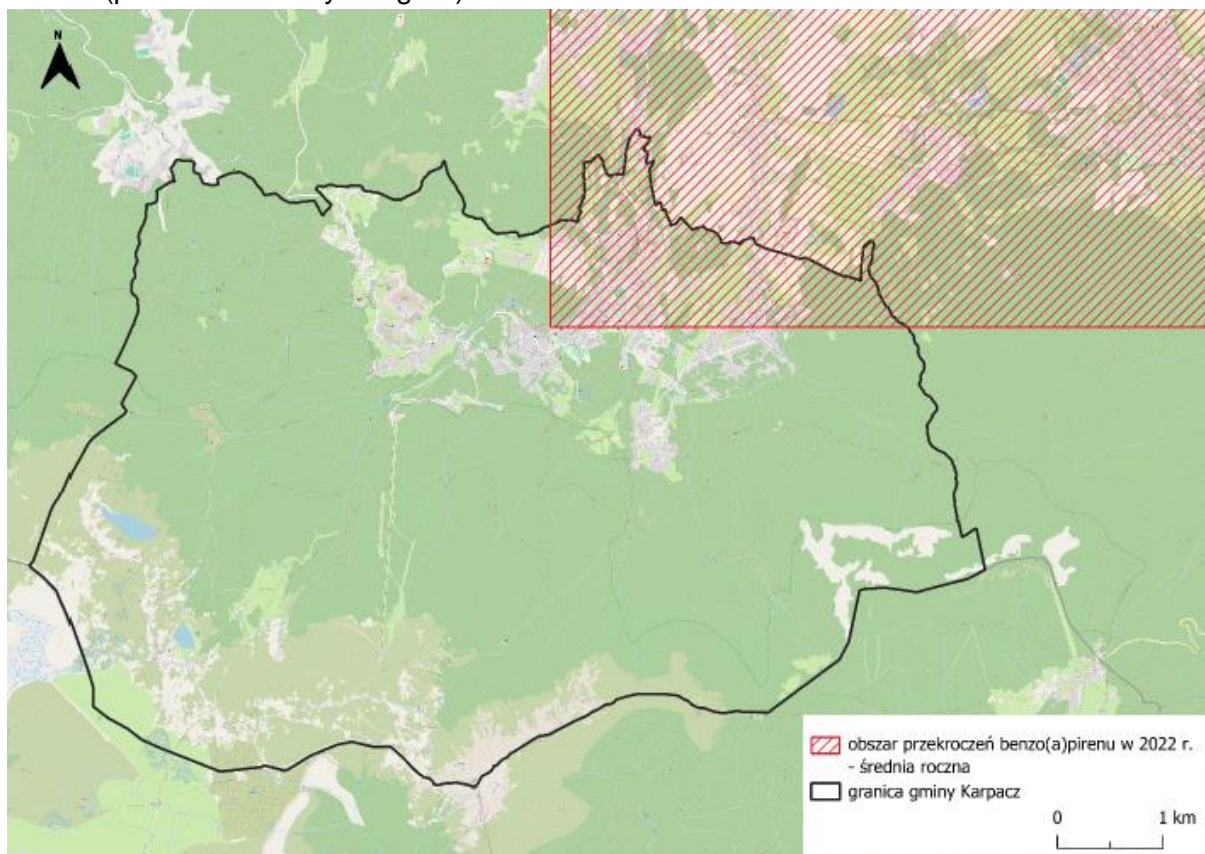 N
obszar przekroczeń benzo(a)pirenu w 2022 r.
- średnia roczna
granica gminy Karpacz
0 1 km